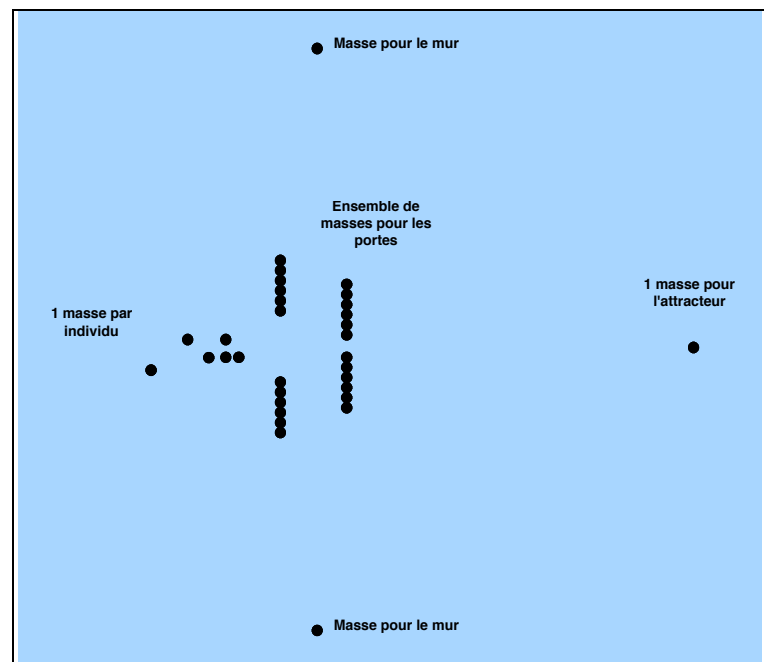 Masse pour le mur
Ensemble de
masses pour les
portes
1 masse pour
l'attracteur
1 masse par
individu
Masse pour le mur